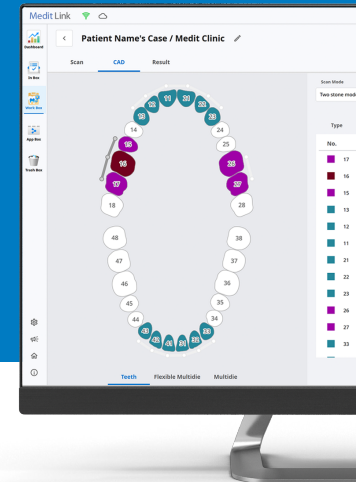 Medit Link
Patient Name's Case / Medit Clinic
Dashboard
In Box
Work Box
App Box
Trash Box
Scan CAD Result
Scan Mode
Two stone mode
Type
No.
17
16
15
13
12
11
21
22
23
26
27
33
11 21
12 22
13 23
14 24
15 25
16 26
17 27
18 28
48 38
47 37
46 36
45 35
44 34
43 33
42 41 31 32
Teeth Flexible Multidie Multidie